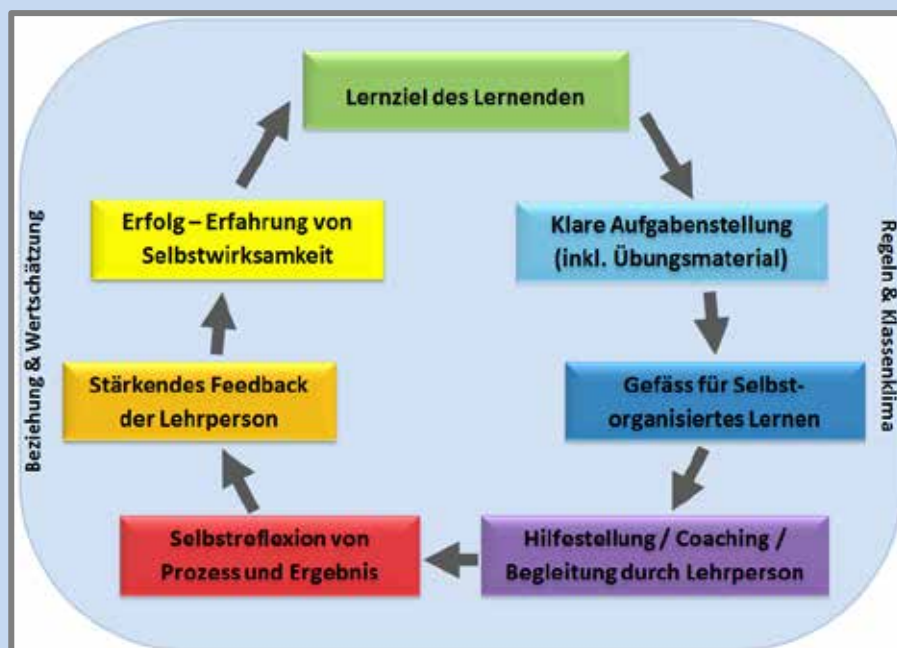 Lernziel des Lernenden
Klare Aufgabenstellung
(inkl. Übungsmaterial)
Gefäss für Selbst-
organisiertes Lernen
Hilfestellung / Coaching /
Begleitung durch Lehrperson
Selbstreflexion von
Prozess und Ergebnis
Stärkendes Feedback
der Lehrperson
Erfolg – Erfahrung von
Selbstwirksamkeit
Beziehung & Wertschätzung
Regeln & Klassenklima